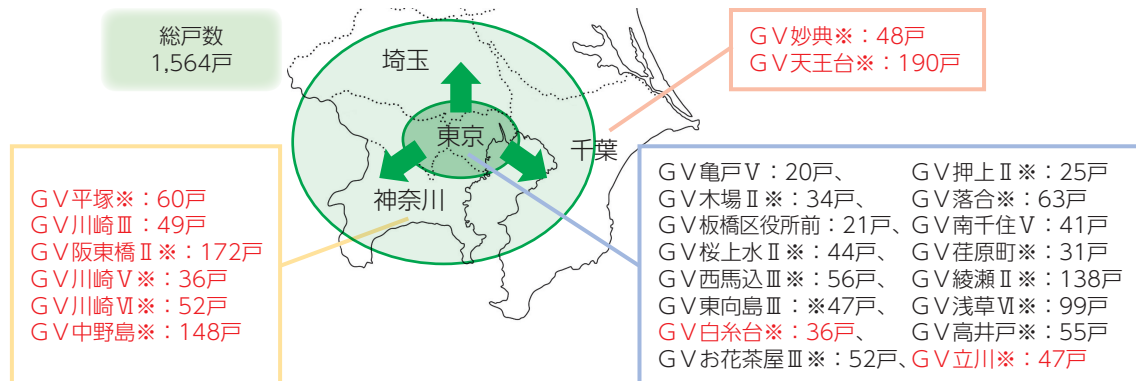 総戸数
1,564戸
埼玉
東京
千葉
神奈川
ＧＶ妙典※：48戸
ＧＶ天王台※：190戸
ＧＶ平塚※：60戸
ＧＶ川崎Ⅲ：49戸
ＧＶ阪東橋Ⅱ※：172戸
ＧＶ川崎Ⅴ※：36戸
ＧＶ川崎Ⅵ※：52戸
ＧＶ中野島※：148戸
ＧＶ亀戸Ⅴ：20戸、 ＧＶ押上Ⅱ※：25戸
ＧＶ木場Ⅱ※：34戸、 ＧＶ落合※：63戸
ＧＶ板橋区役所前：21戸、ＧＶ南千住Ⅴ：41戸
ＧＶ桜上水Ⅱ※：44戸、 ＧＶ荏原町※：31戸
ＧＶ西馬込Ⅲ※：56戸、 ＧＶ綾瀬Ⅱ※：138戸
ＧＶ東向島Ⅲ：※47戸、 ＧＶ浅草Ⅵ※：99戸
ＧＶ白糸台※：36戸、 ＧＶ高井戸※：55戸
ＧＶお花茶屋Ⅲ※：52戸、ＧＶ立川※：47戸